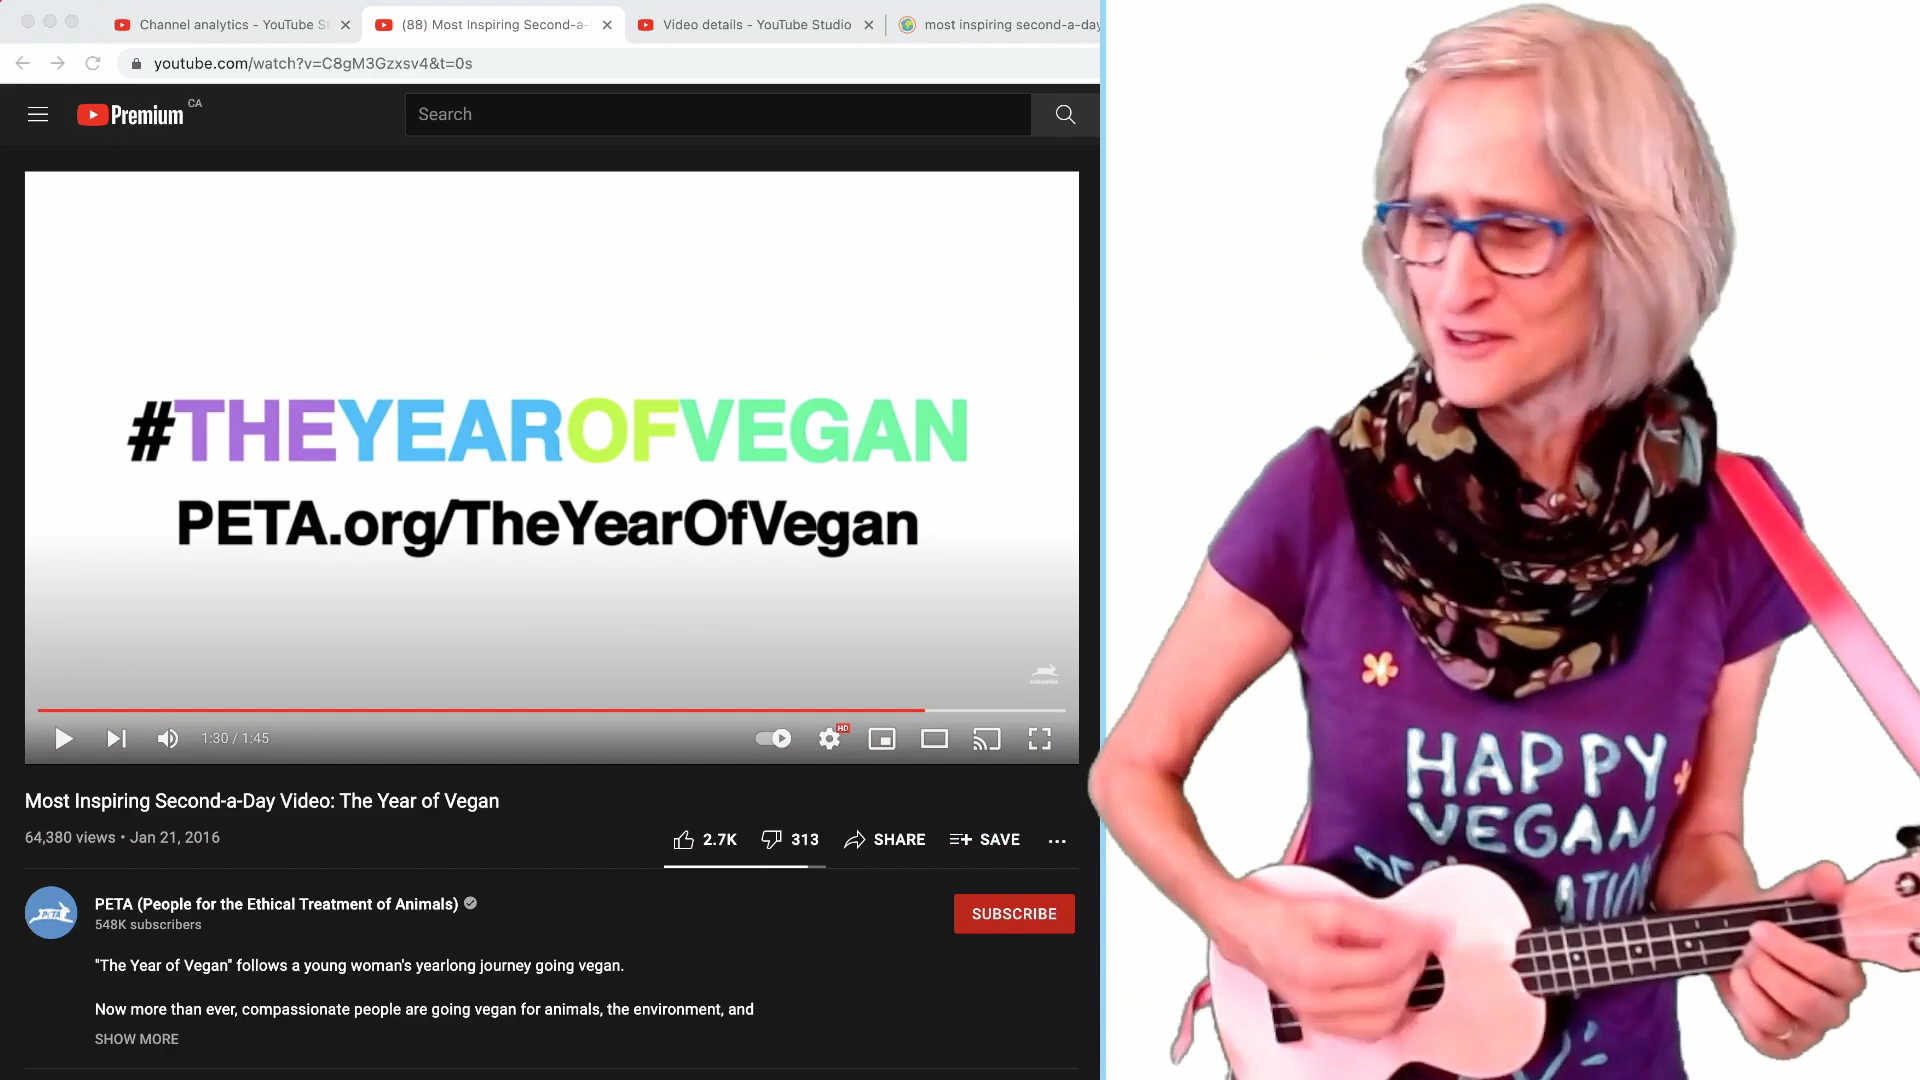 Channel analytics - YouTube St
(88) Most Inspiring Second-a-
Video details - YouTube Studio
most inspiring second-a-day
youtube.com/watch?v=C8gM3Gzxsv4&t=0s
Premium CA
Search
#THEYEAROFVEGAN
PETA.org/TheYearOfVegan
subscribe
HD
1:30 / 1:45
Most Inspiring Second-a-Day Video: The Year of Vegan
64,380 views • Jan 21, 2016
2.7K
313
SHARE
SAVE
PETA
PETA (People for the Ethical Treatment of Animals)
548K subscribers
SUBSCRIBE
"The Year of Vegan" follows a young woman's yearlong journey going vegan.
Now more than ever, compassionate people are going vegan for animals, the environment, and
SHOW MORE
HAPPY
VEGAN